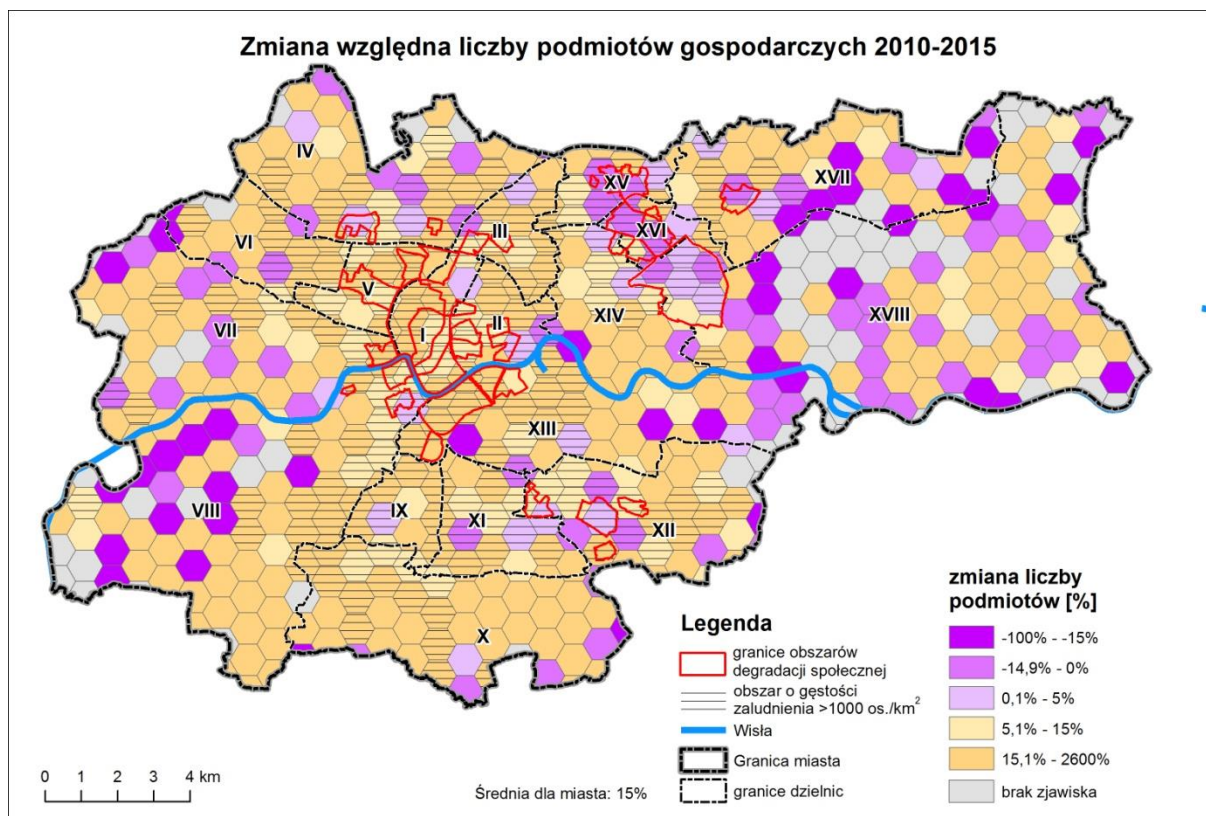 Zmiana względna liczby podmiotów gospodarczych 2010-2015
IV
XV
XVII
III
XVI
VI
V
II
I
XIV
XVIII
VII
XIII
VIII
IX
XI
XII
X
Legenda
granice obszarów
degradacji społecznej
obszar o gęstości
zaludnienia >1000 os./km²
Wisła
Granica miasta
granice dzielnic
zmiana liczby
podmiotów [%]
-100% - -15%
-14,9% - 0%
0,1% - 5%
5,1% - 15%
15,1% - 2600%
brak zjawiska
0 1 2 3 4 km
Średnia dla miasta: 15%